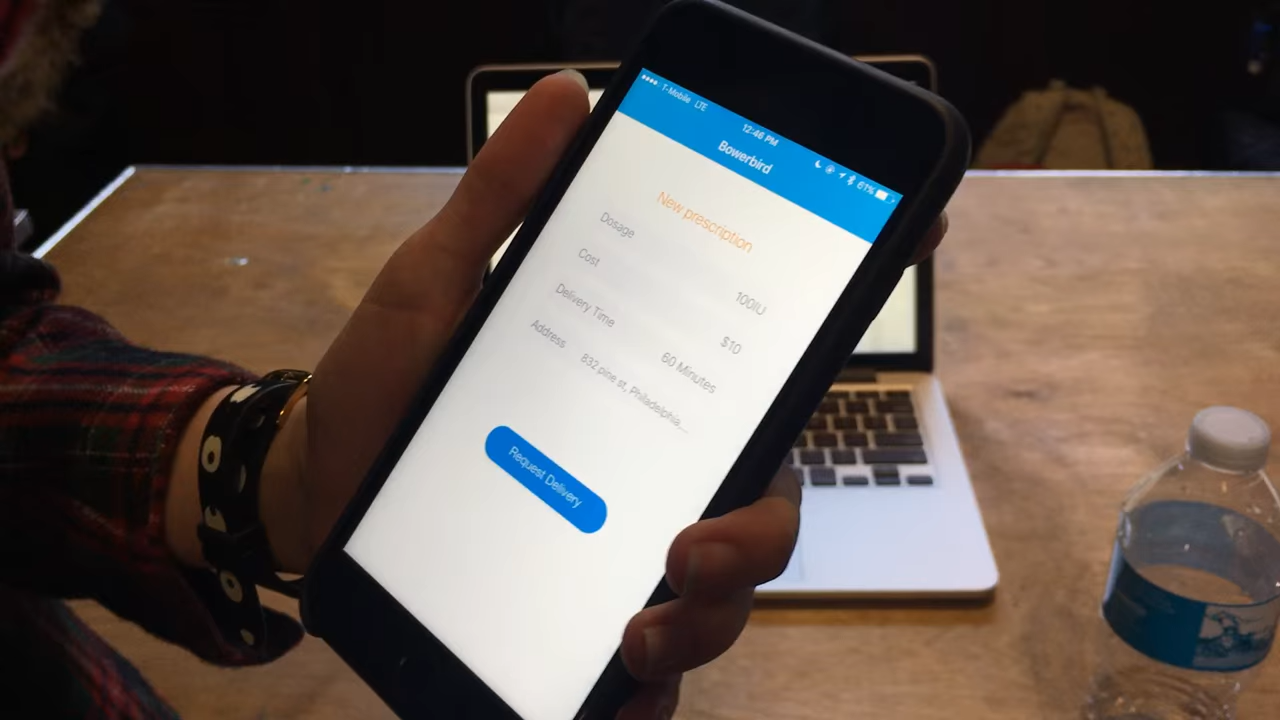 T-Mobile LTE
12:46 PM
61%
Bowerbird
New prescription
Dosage
100IU
Cost
$10
Delivery Time
60 Minutes
Address
832 pine st, Philadelphia,...
Request Delivery